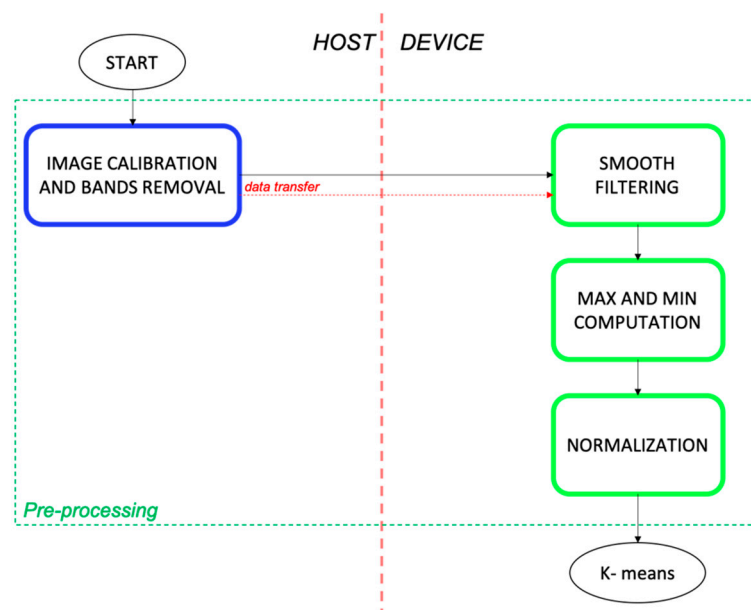 HOST DEVICE
START
IMAGE CALIBRATION
AND BANDS REMOVAL
data transfer
SMOOTH
FILTERING
MAX AND MIN
COMPUTATION
NORMALIZATION
Pre-processing
K- means